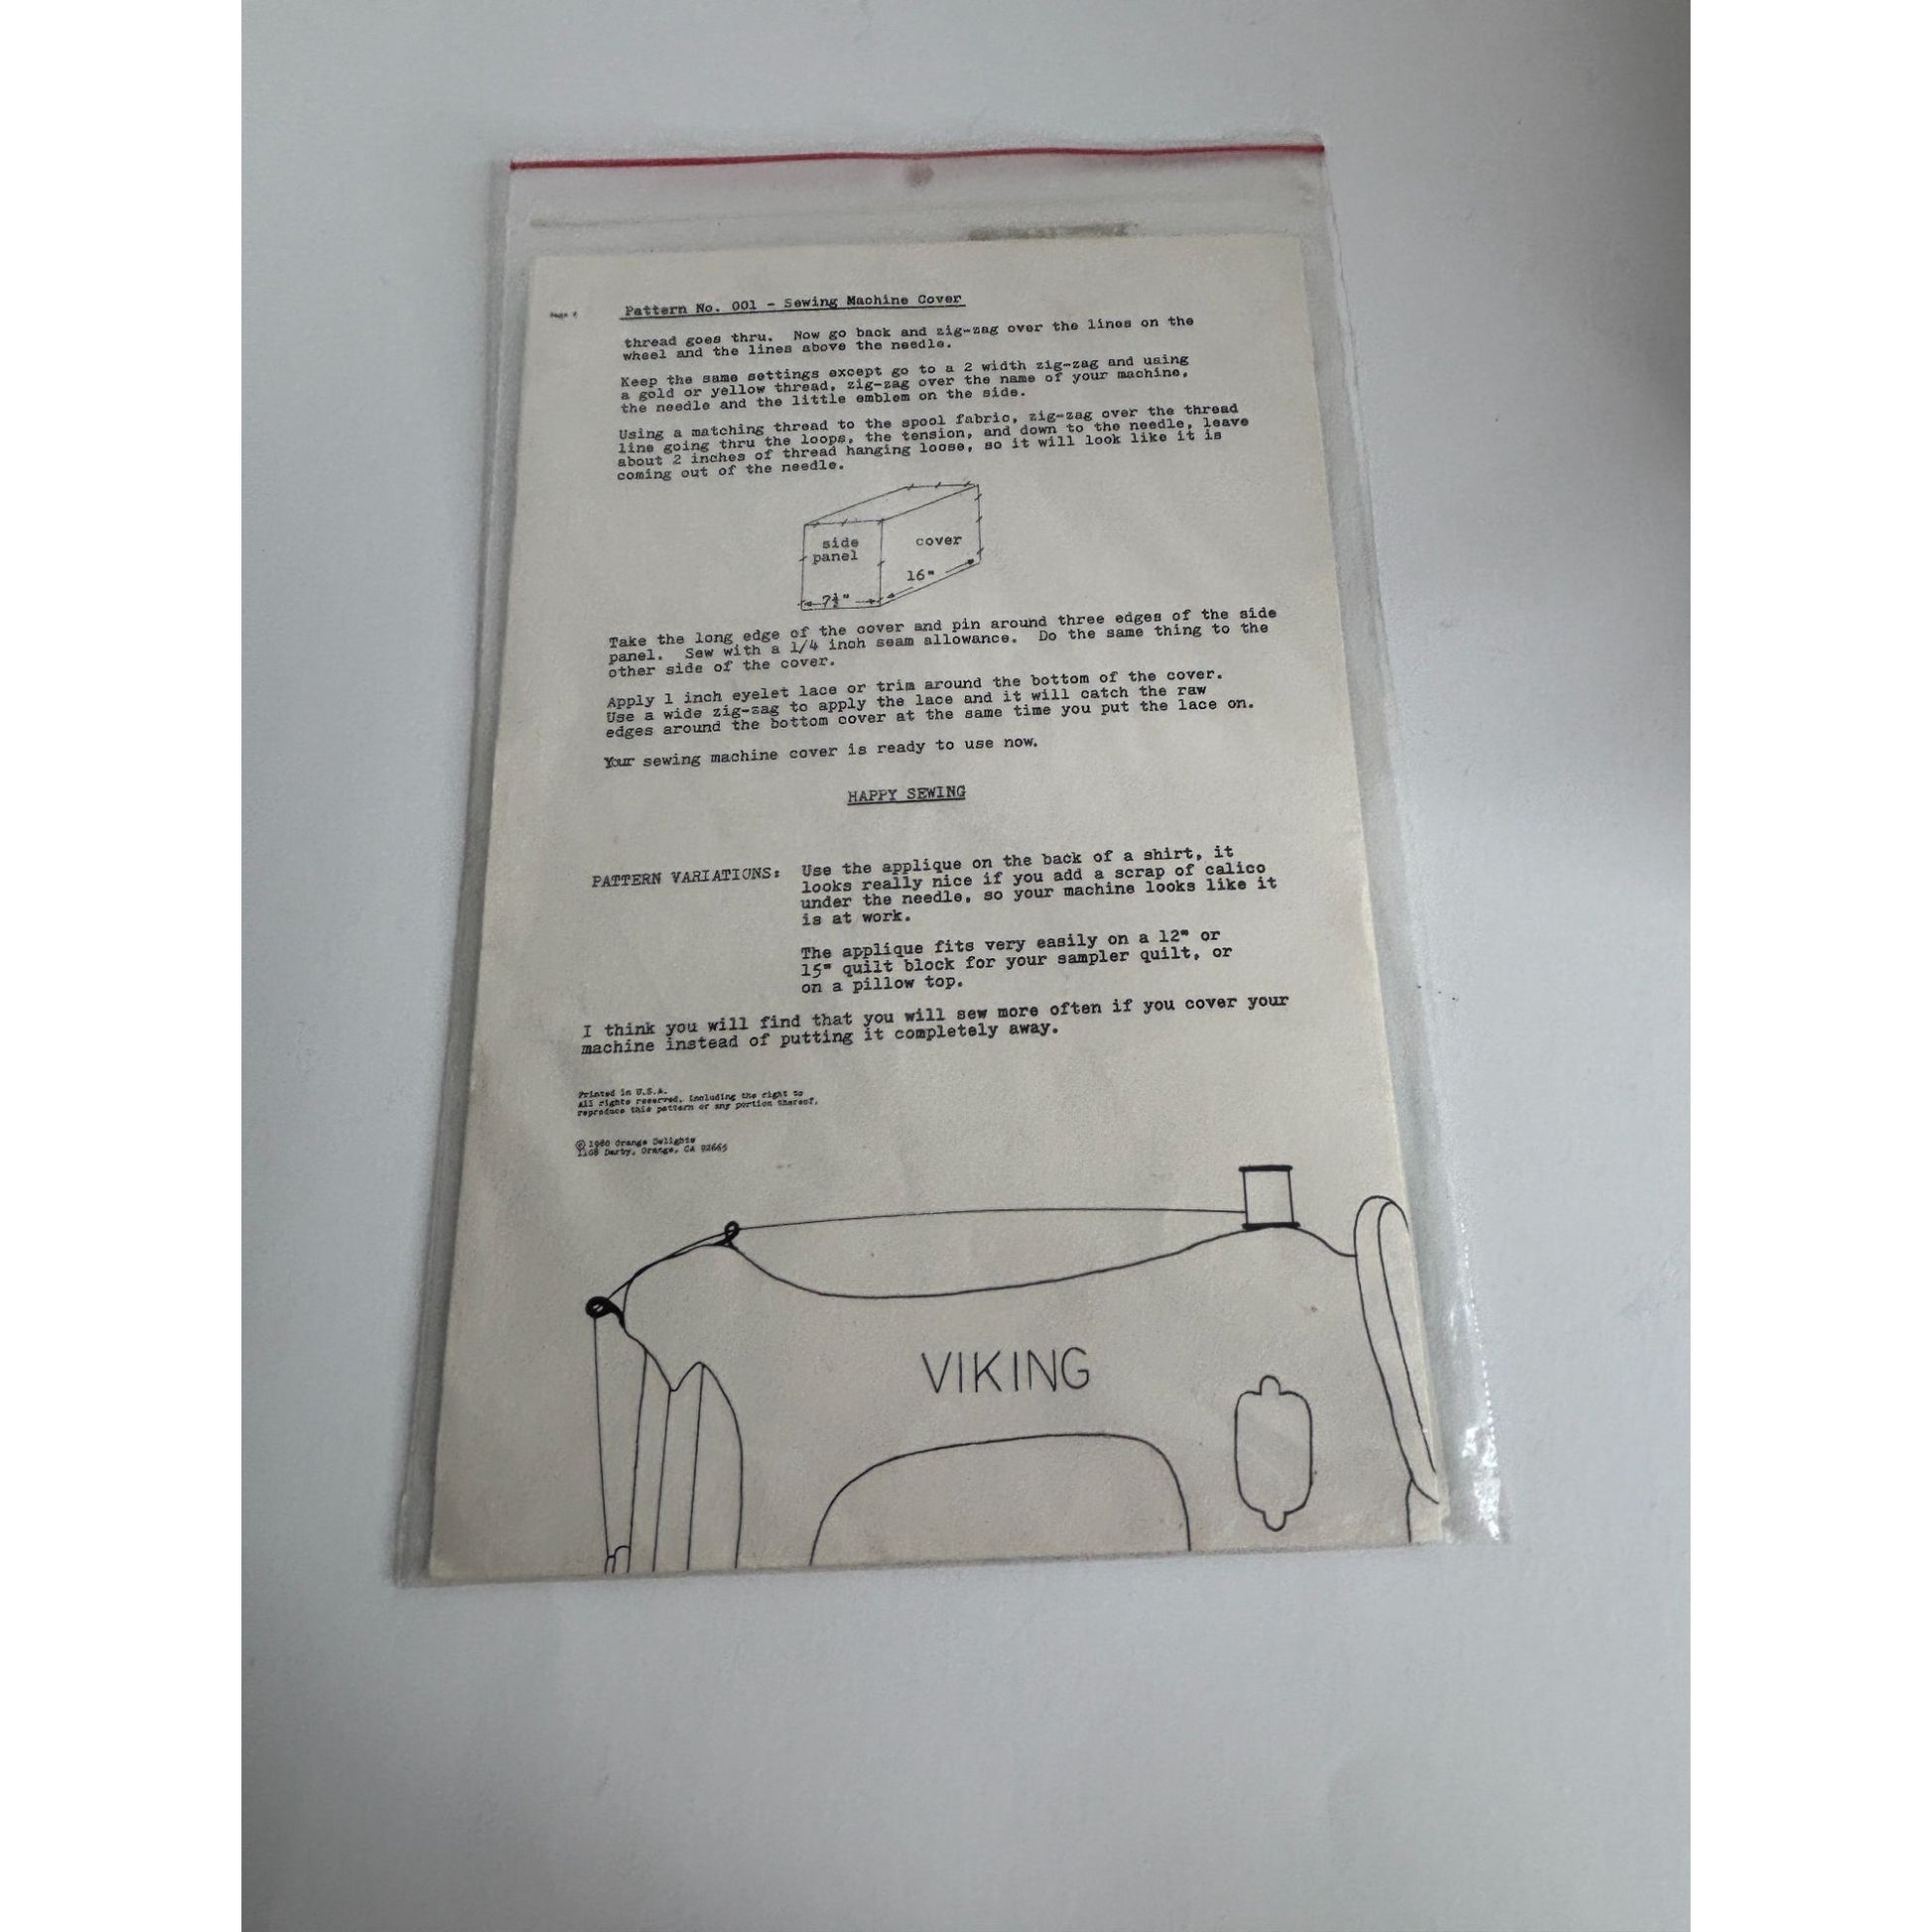 Page
Pattern No. 001 - Sewing Machine Cover
thread goes thru. Now go back and zig-zag over the lines on the
wheel and the lines above the needle.
Keep the same settings except go to a 2 width zig-zag and using
a gold or yellow thread, zig-zag over the name of your machine,
the needle and the little emblem on the side.
Using a matching thread to the spool fabric, zig-zag over the thread
line going thru the loops, the tension, and down to the needle, leave
about 2 inches of thread hanging loose, so it will look like it is
coming out of the needle.
side
panel
cover
16"
7½"
Take the long edge of the cover and pin around three edges of the side
panel. Sew with a 1/4 inch seam allowance. Do the same thing to the
other side of the cover.
Apply 1 inch eyelet lace or trim around the bottom of the cover.
Use a wide zig-zag to apply the lace and it will catch the raw
edges around the bottom cover at the same time you put the lace on.
Your sewing machine cover is ready to use now.
HAPPY SEWING
PATTERN VARIATIONS: Use the applique on the back of a shirt, it
looks really nice if you add a scrap of calico
under the needle, so your machine looks like it
is at work.
The applique fits very easily on a 12" or
15" quilt block for your sampler quilt, or
on a pillow top.
I think you will find that you will sew more often if you cover your
machine instead of putting it completely away.
Printed in U.S.A.
All rights reserved, including the right to
reproduce this pattern or any portion thereof.
© 1980 Orange Delights
1108 Darby, Orange, CA 92665
VIKING